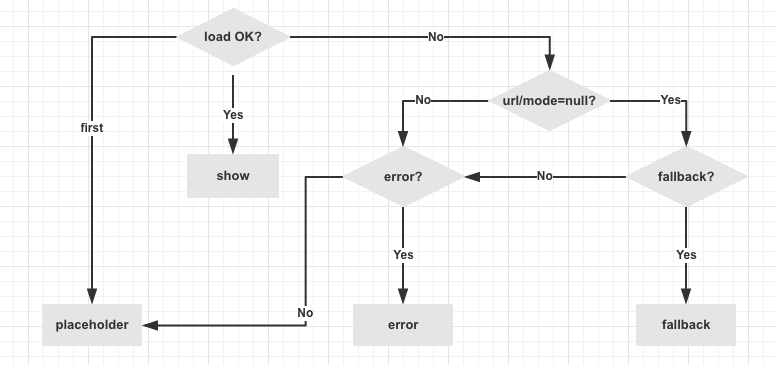 load OK?
No
first
Yes
show
url/mode=null?
No
Yes
error?
No
fallback?
Yes
Yes
No
placeholder
error
fallback